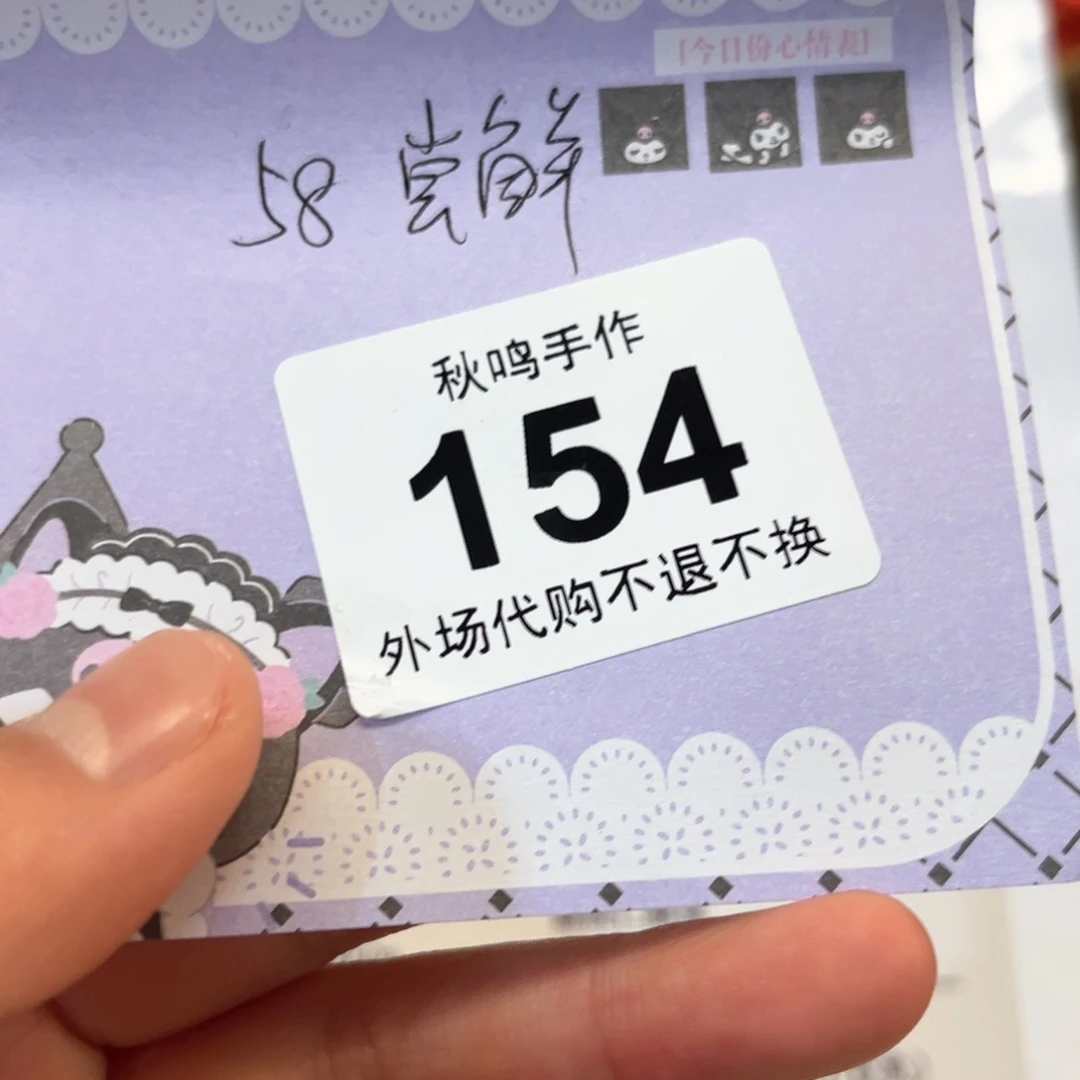 [今日份心情表]
58 尝鲜
秋鸣手作
154
外场代购不退不换